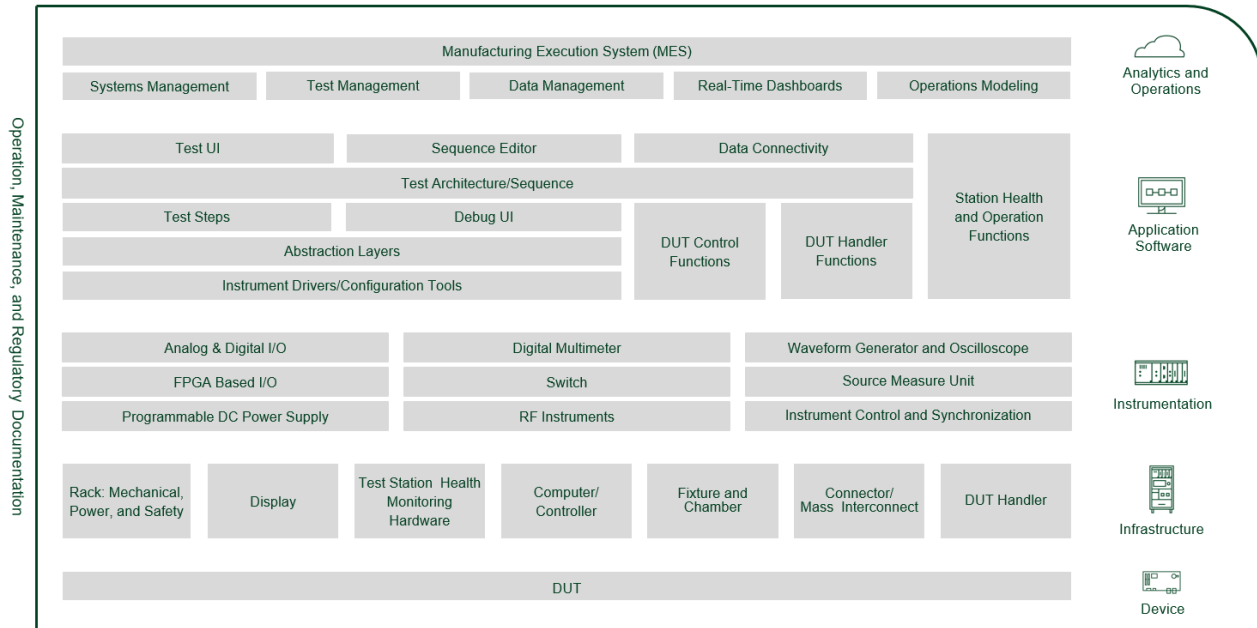 Operation, Maintenance, and Regulatory Documentation
Manufacturing Execution System (MES)
Systems Management
Test Management
Data Management
Real-Time Dashboards
Operations Modeling
Analytics and
Operations
Test UI
Sequence Editor
Data Connectivity
Test Architecture/Sequence
Test Steps
Debug UI
Abstraction Layers
Instrument Drivers/Configuration Tools
DUT Control
Functions
DUT Handler
Functions
Station Health
and Operation
Functions
Application
Software
Analog & Digital I/O
Digital Multimeter
Waveform Generator and Oscilloscope
FPGA Based I/O
Switch
Source Measure Unit
Programmable DC Power Supply
RF Instruments
Instrument Control and Synchronization
Instrumentation
Rack: Mechanical,
Power, and Safety
Display
Test Station Health
Monitoring
Hardware
Computer/
Controller
Fixture and
Chamber
Connector/
Mass Interconnect
DUT Handler
Infrastructure
DUT
Device